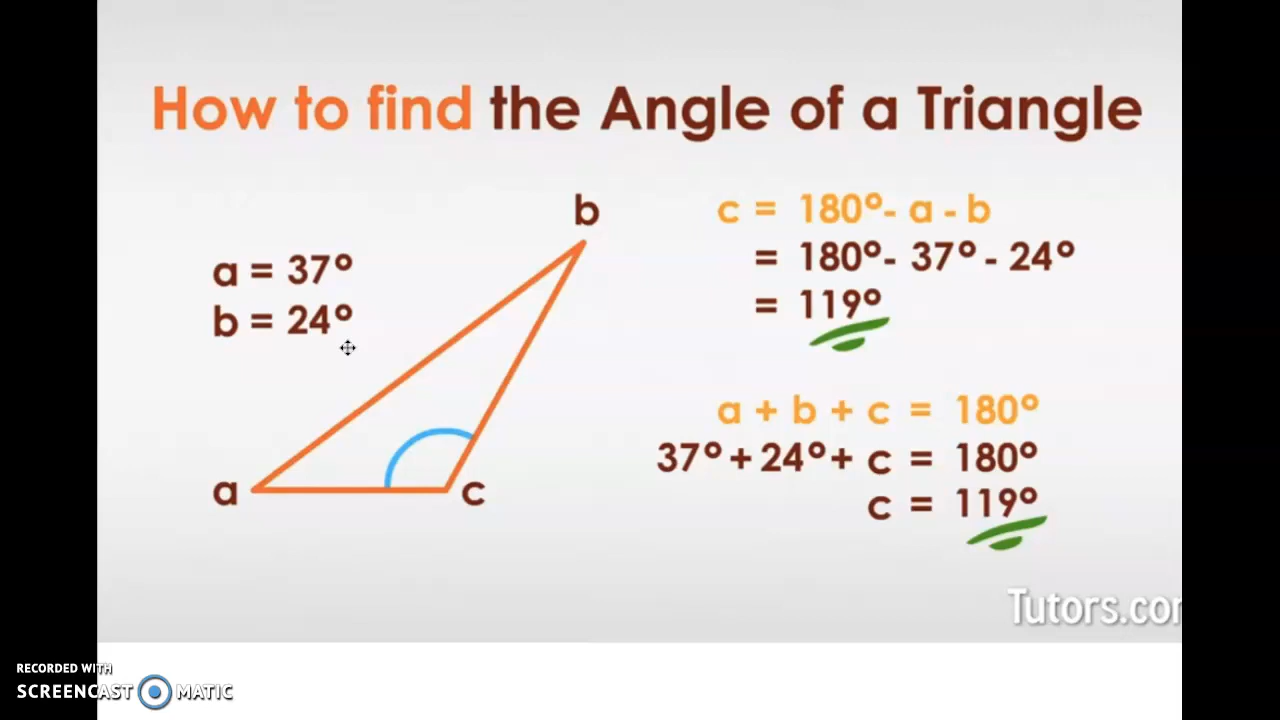 How to find the Angle of a Triangle
a = 37°
b = 24°
b
a
c
c = 180° - a - b
= 180° - 37° - 24°
= 119°
a + b + c = 180°
37° + 24° + c = 180°
c = 119°
Tutors.co
RECORDED WITH
SCREENCAST MATIC